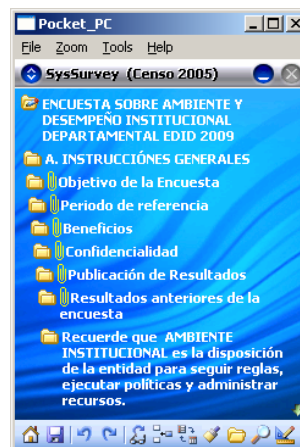 Pocket_PC
File Zoom Tools Help
SysSurvey (Censo 2005)
ENCUESTA SOBRE AMBIENTE Y
DESEMPEÑO INSTITUCIONAL
DEPARTAMENTAL EDID 2009
A. INSTRUCCIÓNES GENERALES
Objetivo de la Encuesta
Periodo de referencia
Beneficios
Confidencialidad
Publicación de Resultados
Resultados anteriores de la
encuesta
Recuerde que AMBIENTE
INSTITUCIONAL es la disposición
de la entidad para seguir reglas,
ejecutar políticas y administrar
recursos.